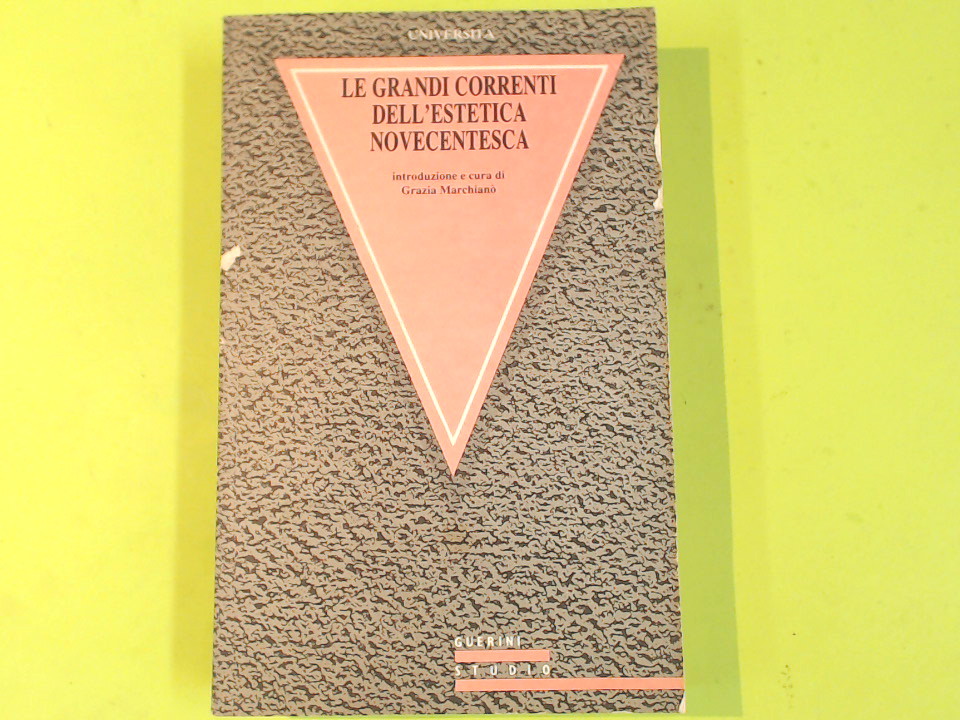 UNIVERSITÀ
LE GRANDI CORRENTI
DELL'ESTETICA
NOVECENTESCA
introduzione e cura di
Grazia Marchianò
GUERINI
STUDIO